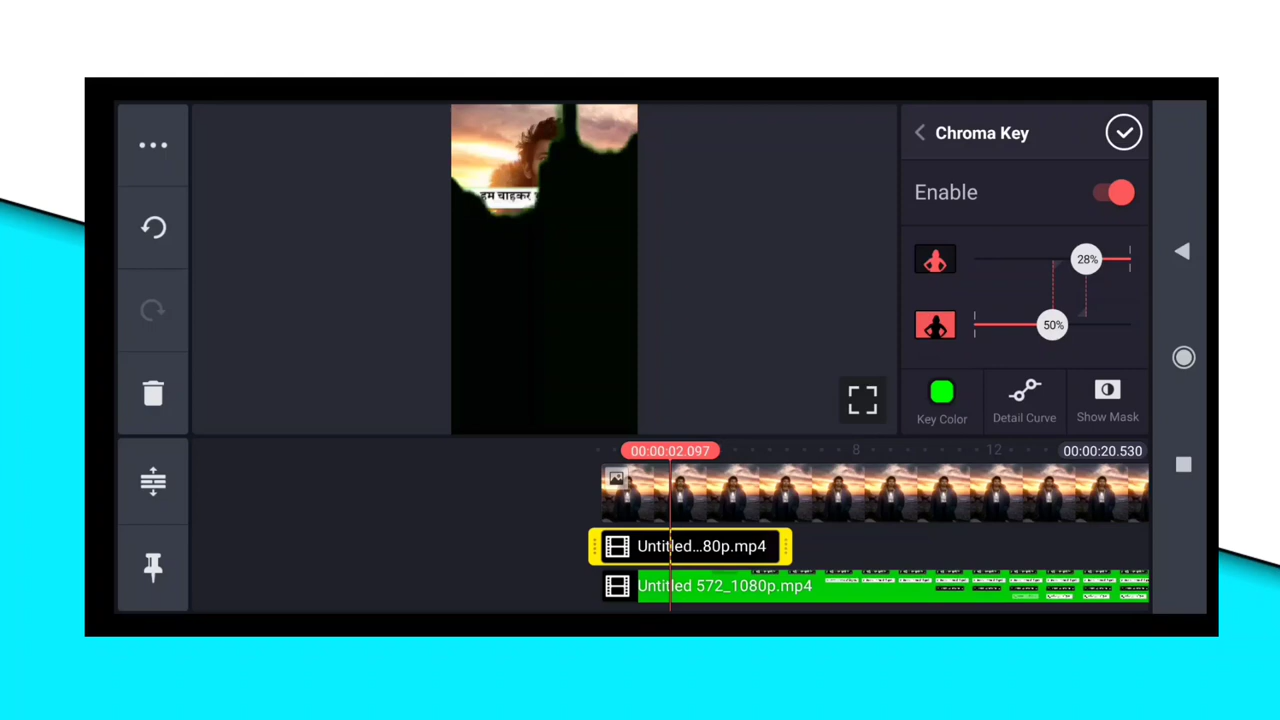 Chroma Key
Enable
हम चाहकर
28%
50%
Key Color
Detail Curve
Show Mask
00:00:02.097
8
12
00:00:20.530
Untitled...80p.mp4
Untitled 572_1080p.mp4